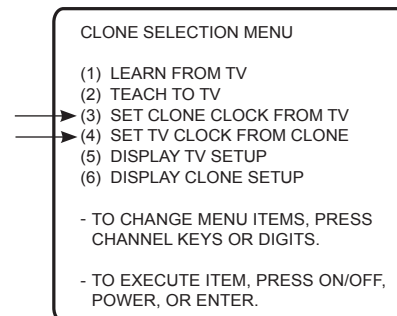 CLONE SELECTION MENU
(1) LEARN FROM TV
(2) TEACH TO TV
(3) SET CLONE CLOCK FROM TV
(4) SET TV CLOCK FROM CLONE
(5) DISPLAY TV SETUP
(6) DISPLAY CLONE SETUP
- TO CHANGE MENU ITEMS, PRESS
CHANNEL KEYS OR DIGITS.
- TO EXECUTE ITEM, PRESS ON/OFF,
POWER, OR ENTER.